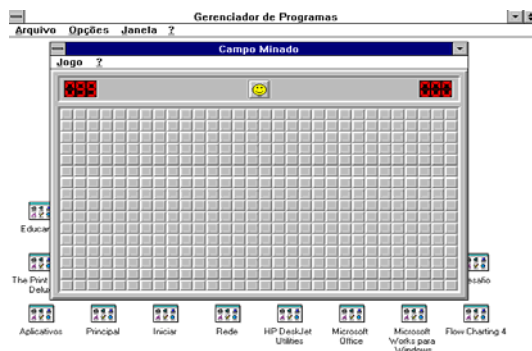 Gerenciador de Programas
Arquivo Opções Janela ?
Campo Minado
Jogo ?
099
000
Educa
The Print
Delu
esafio
Aplicativos Principal Iniciar Rede HP DeskJet Utilities Microsoft Office Microsoft Works para Windows Flow Charting 4